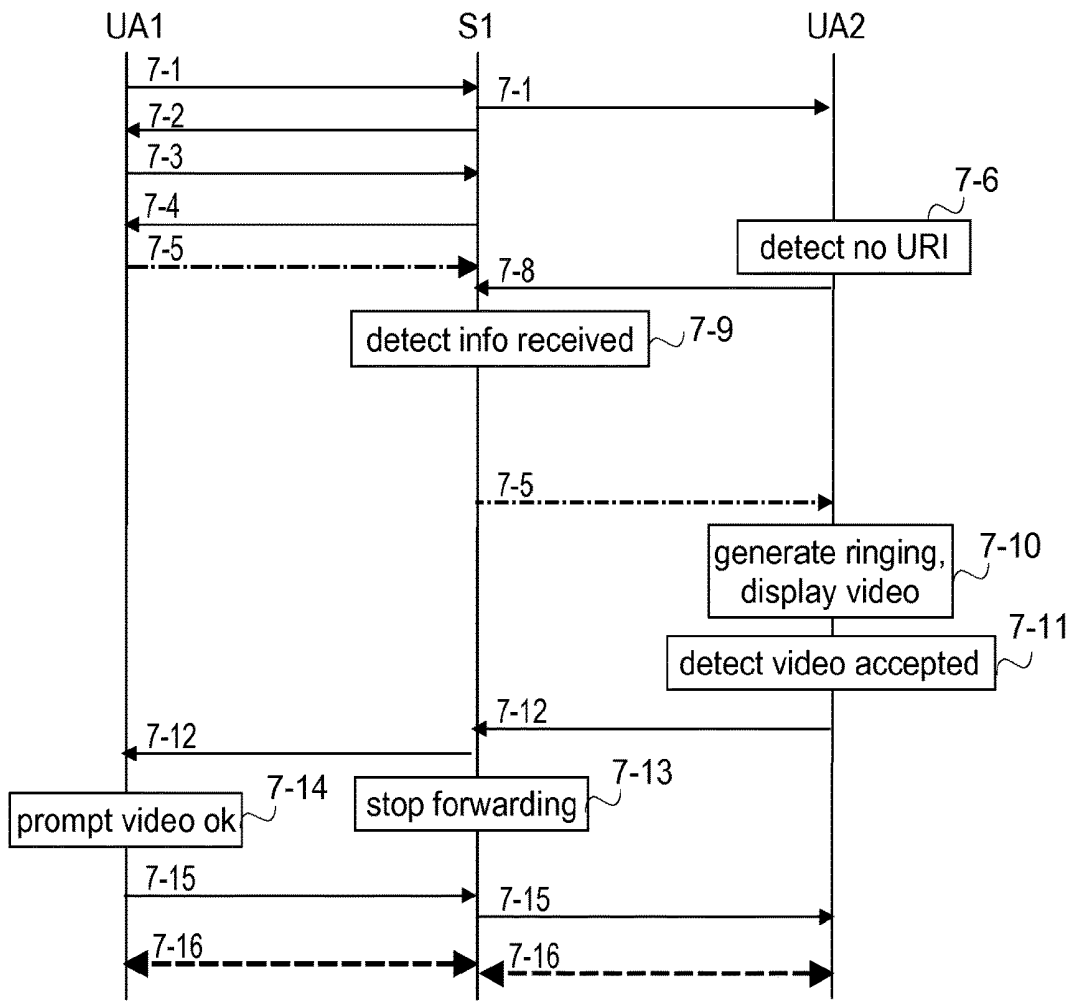 UA1 S1 UA2
7-1
7-1
7-2
7-3
7-6
7-4
detect no URI
7-5
7-8
detect info received
7-9
7-5
generate ringing,
display video
7-10
7-11
detect video accepted
7-12
7-12
7-14
7-13
prompt video ok
stop forwarding
7-15
7-15
7-16
7-16